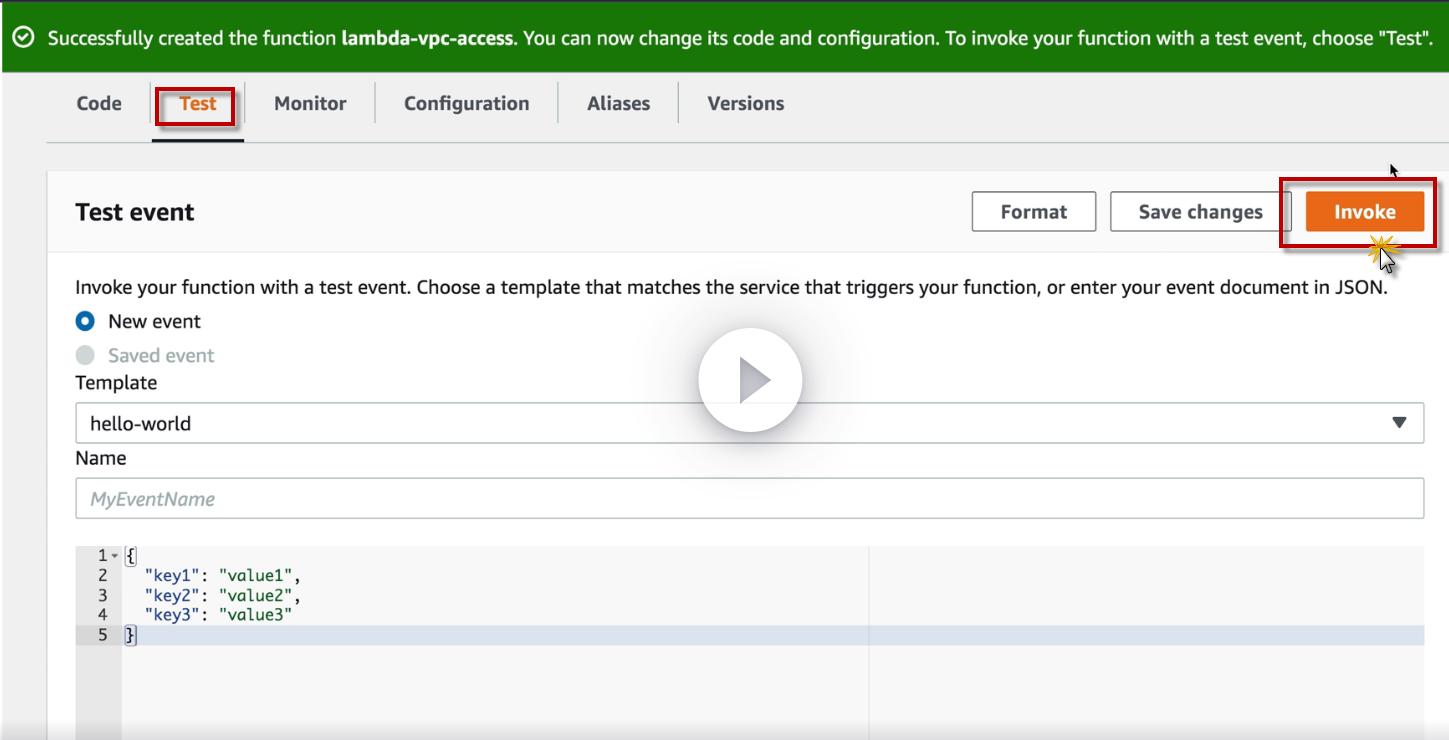 Successfully created the function lambda-vpc-access. You can now change its code and configuration. To invoke your function with a test event, choose "Test".
Code Test Monitor Configuration Aliases Versions
Test event Format Save changes Invoke
Invoke your function with a test event. Choose a template that matches the service that triggers your function, or enter your event document in JSON.
New event
Saved event
Template
hello-world
Name
MyEventName
1 {
2 "key1": "value1",
3 "key2": "value2",
4 "key3": "value3"
5 }